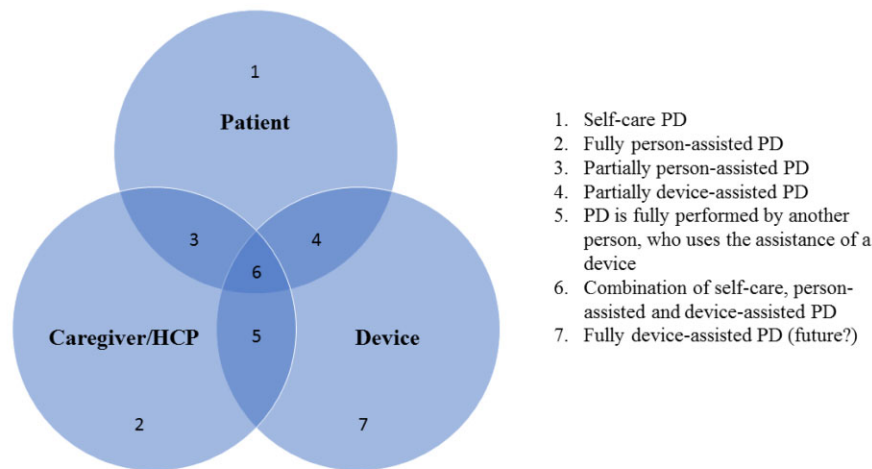 1
Patient
3
4
6
Caregiver/HCP
5
Device
2
7
1. Self-care PD
2. Fully person-assisted PD
3. Partially person-assisted PD
4. Partially device-assisted PD
5. PD is fully performed by another
person, who uses the assistance of a
device
6. Combination of self-care, person-
assisted and device-assisted PD
7. Fully device-assisted PD (future?)